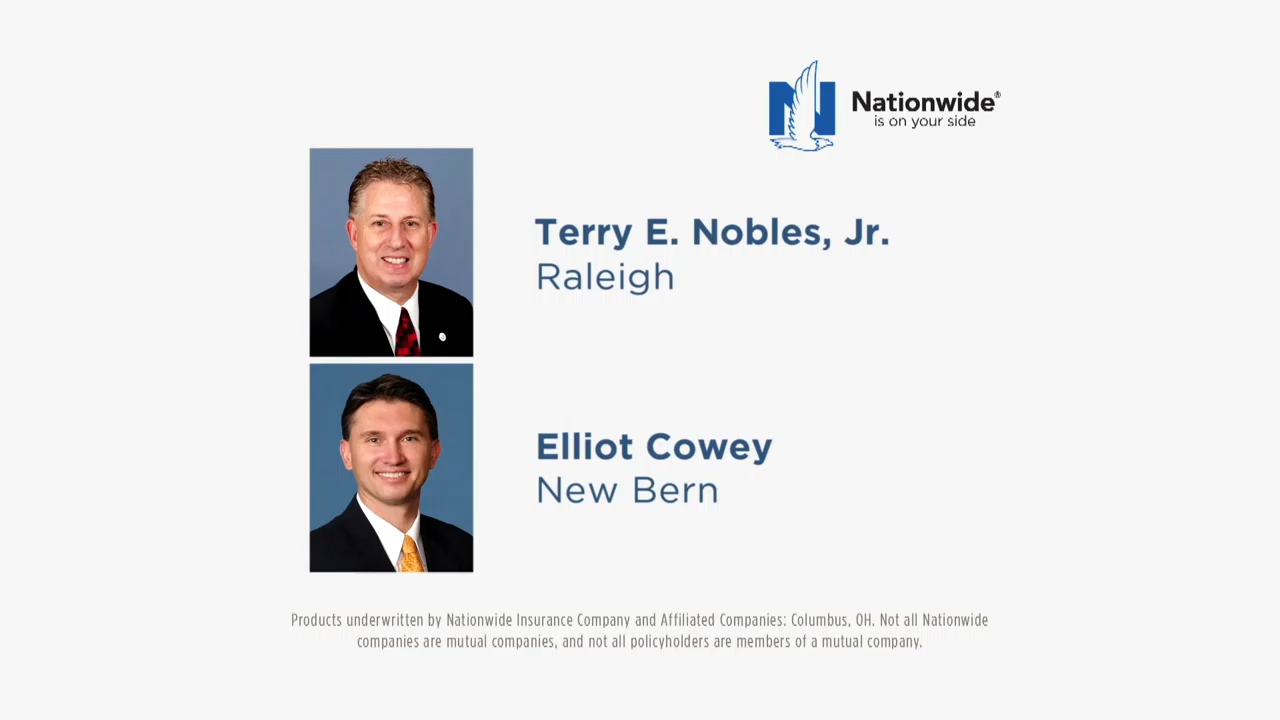 Nationwide®
is on your side
Terry E. Nobles, Jr.
Raleigh
Elliot Cowey
New Bern
Products underwritten by Nationwide Insurance Company and Affiliated Companies: Columbus, OH. Not all Nationwide
companies are mutual companies, and not all policyholders are members of a mutual company.